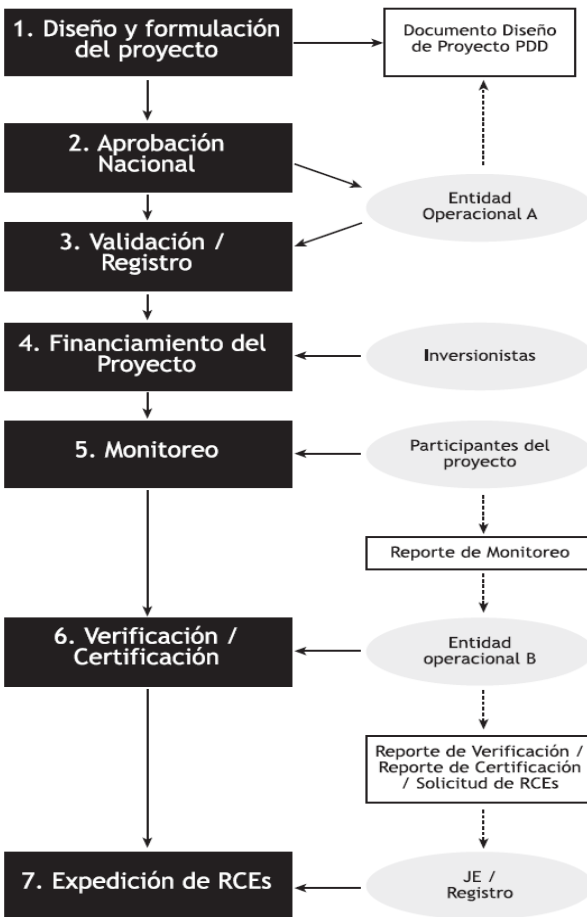 1. Diseño y formulación
del proyecto
Documento Diseño
de Proyecto PDD
2. Aprobación
Nacional
Entidad
Operacional A
3. Validación /
Registro
4. Financiamiento del
Proyecto
Inversionistas
5. Monitoreo
Participantes del
proyecto
Reporte de Monitoreo
6. Verificación /
Certificación
Entidad
operacional B
Reporte de Verificación /
Reporte de Certificación
/ Solicitud de RCEs
7. Expedición de RCEs
JE /
Registro